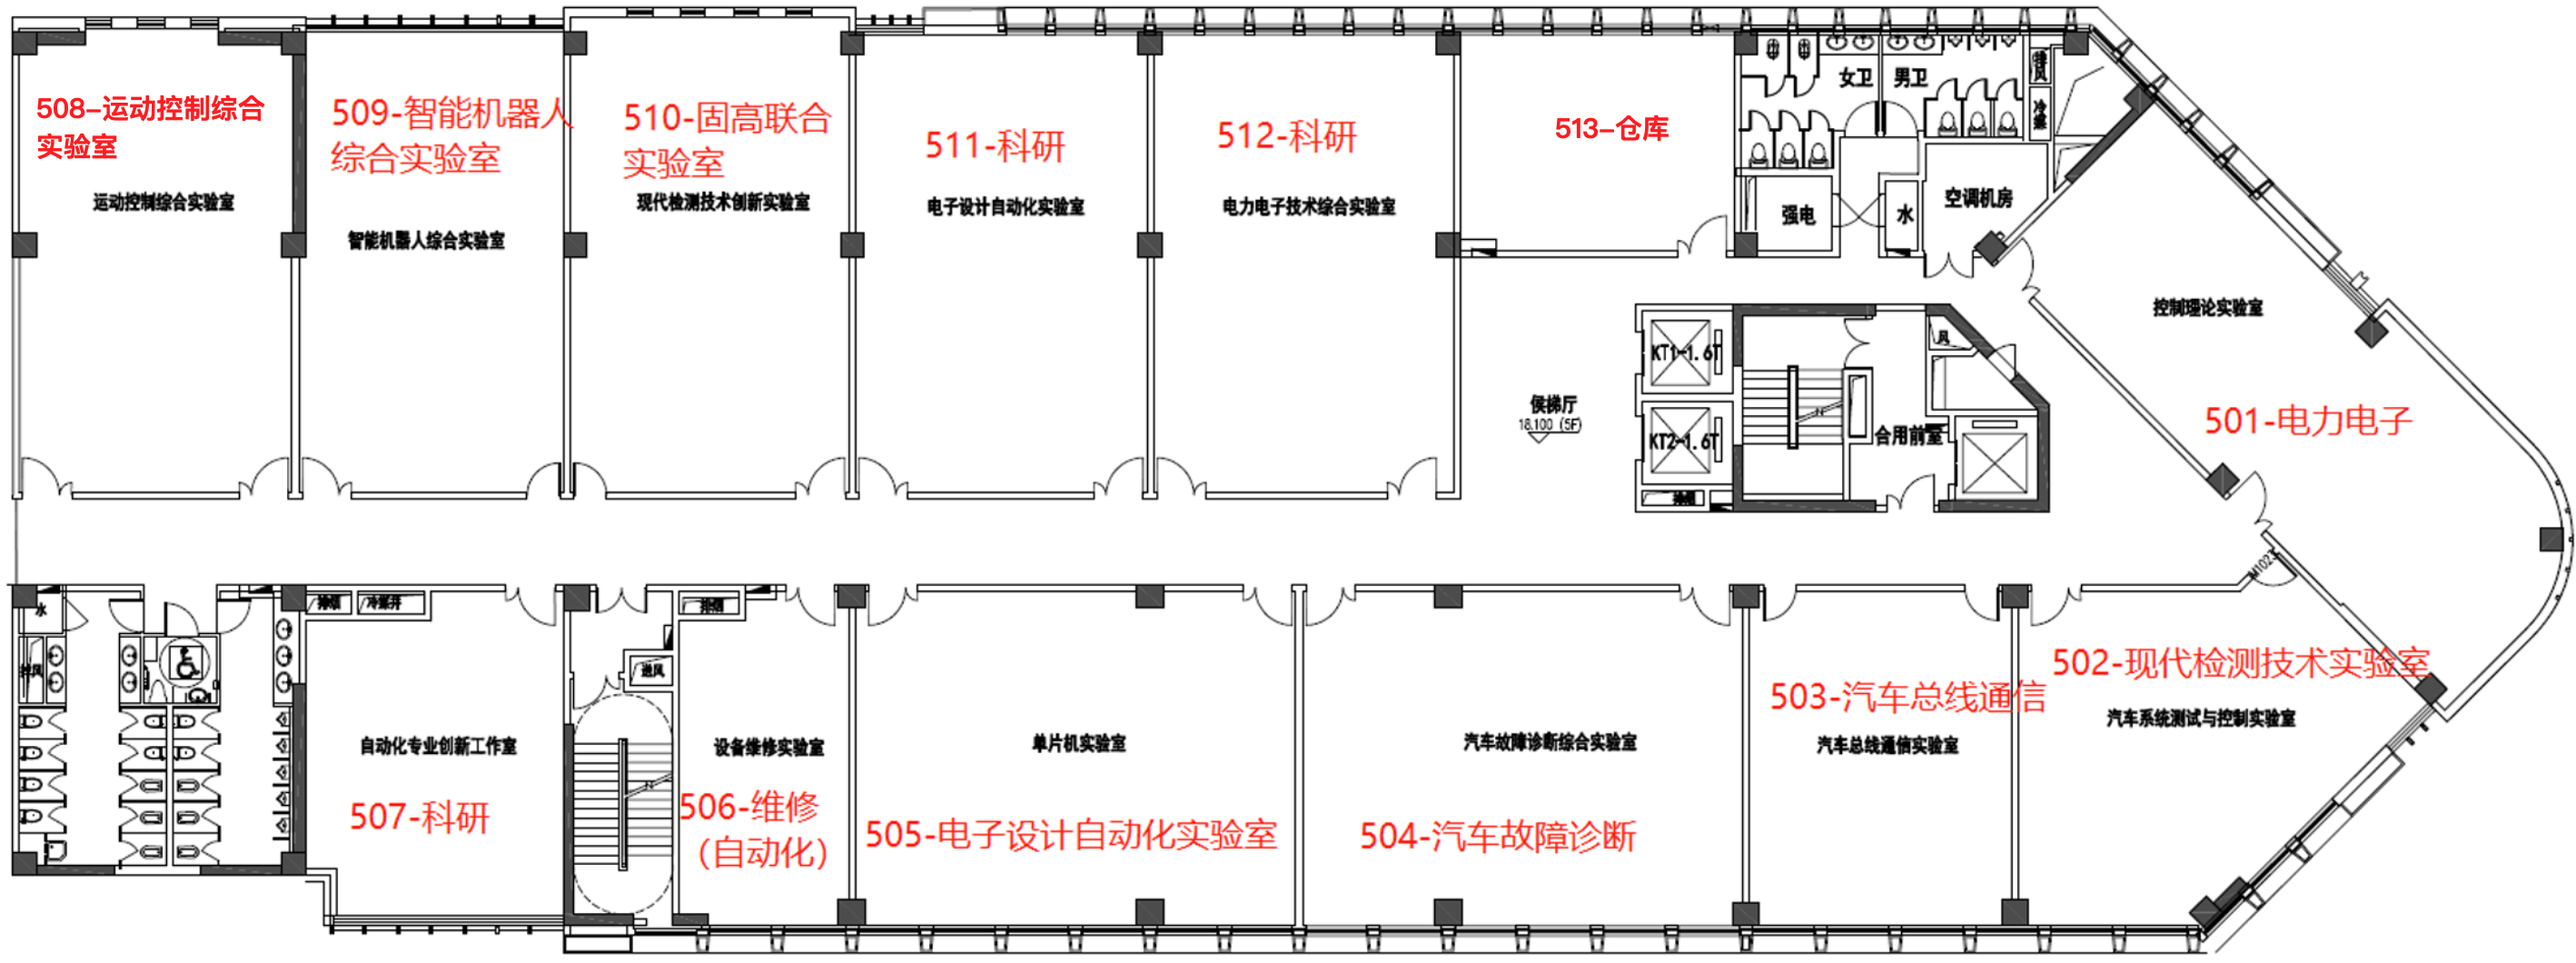 508-运动控制综合
实验室
运动控制综合实验室
509-智能机器人
综合实验室
智能机器人综合实验室
510-固高联合
实验室
现代检测技术创新实验室
511-科研
电子设计自动化实验室
512-科研
电力电子技术综合实验室
513-仓库
女卫
男卫
排风
冷媒
强电
水
空调机房
控制理论实验室
501-电力电子
KT1-1.6T
KT2-1.6T
候梯厅
18.100 (5F)
风
合用前室
排烟
水
排风
排烟
冷媒井
自动化专业创新工作室
507-科研
排烟
送风
设备维修实验室
506-维修
（自动化）
单片机实验室
505-电子设计自动化实验室
汽车故障诊断综合实验室
504-汽车故障诊断
503-汽车总线通信
汽车总线通信实验室
502-现代检测技术实验室
汽车系统测试与控制实验室